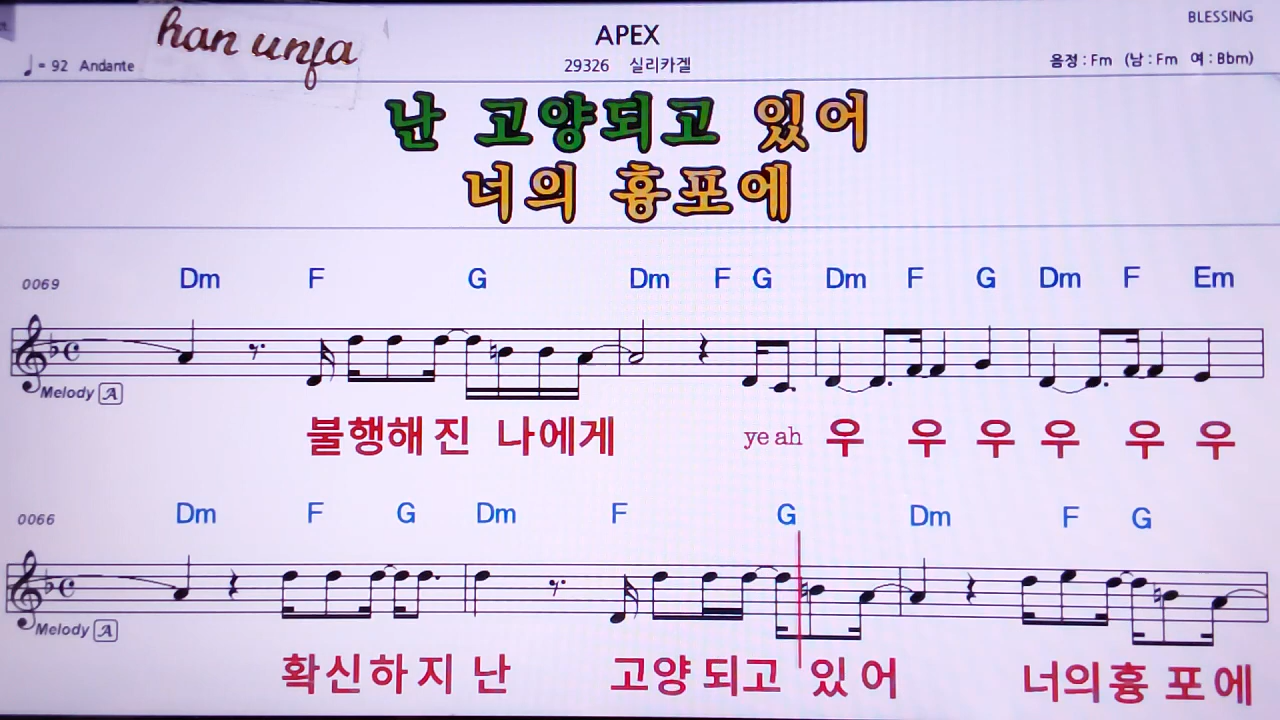 BLESSING
han unfa
APEX
♩ = 92 Andante
29326 실리카겔
음정 : Fm (남 : Fm 여 : Bbm)
난 고양되고 있어
너의 흉포에
0069 Dm F G Dm F G Dm F G Dm F Em
Melody A
불행해진 나에게 yeah 우 우 우 우 우 우
0066 Dm F G Dm F G Dm F G
Melody A
확신하지 난 고양되고 있어 너의흉포에